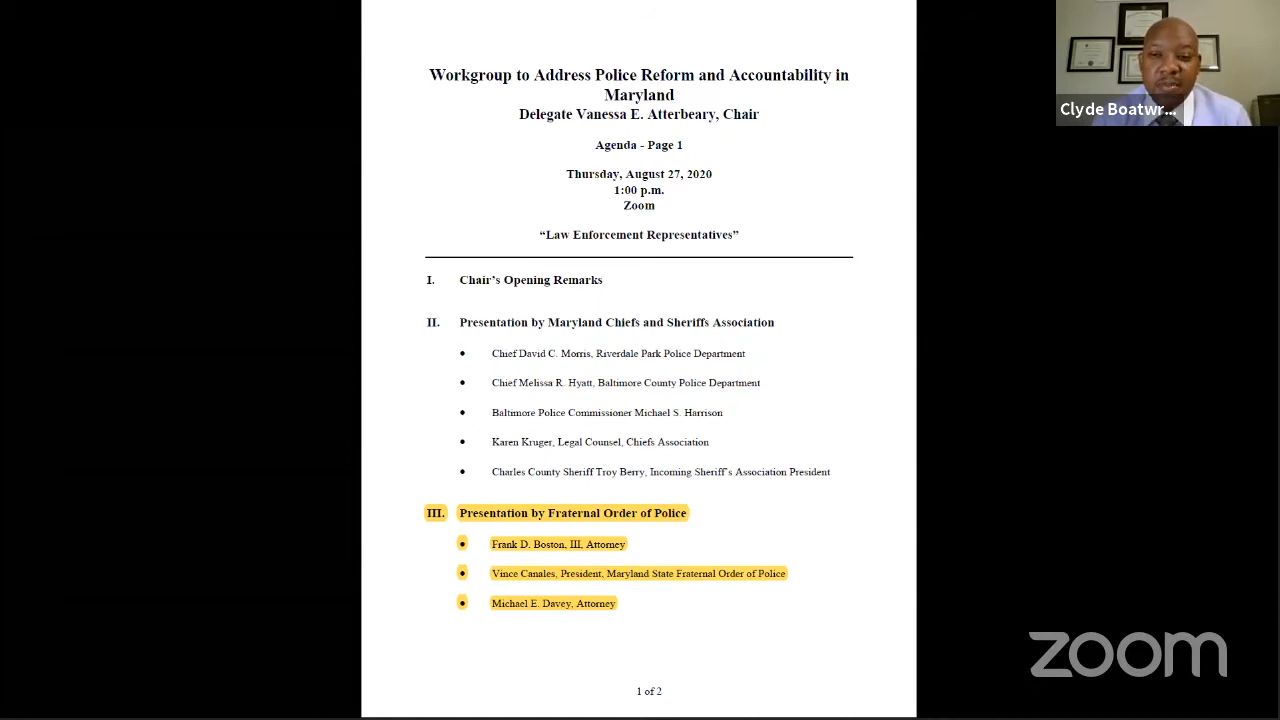 Workgroup to Address Police Reform and Accountability in
Maryland
Delegate Vanessa E. Atterbeary, Chair
Agenda - Page 1
Thursday, August 27, 2020
1:00 p.m.
Zoom
“Law Enforcement Representatives”
I. Chair’s Opening Remarks
II. Presentation by Maryland Chiefs and Sheriffs Association
• Chief David C. Morris, Riverdale Park Police Department
• Chief Melissa R. Hyatt, Baltimore County Police Department
• Baltimore Police Commissioner Michael S. Harrison
• Karen Kruger, Legal Counsel, Chiefs Association
• Charles County Sheriff Troy Berry, Incoming Sheriff’s Association President
III. Presentation by Fraternal Order of Police
• Frank D. Boston, III, Attorney
• Vince Canales, President, Maryland State Fraternal Order of Police
• Michael E. Davey, Attorney
1 of 2
Clyde Boatwr...
zoom